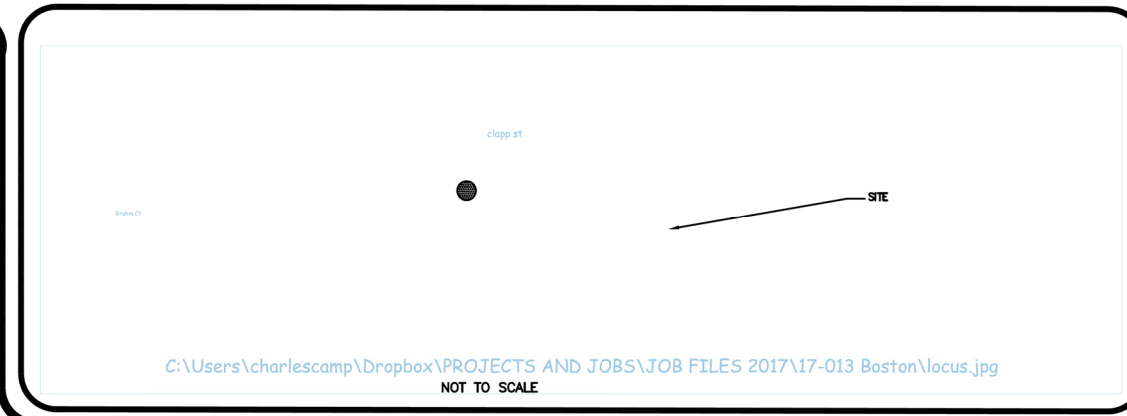 clapp st
SITE
Grahm Ct
C:\Users\charlescamp\Dropbox\PROJECTS AND JOBS\JOB FILES 2017\17-013 Boston\locus.jpg
NOT TO SCALE